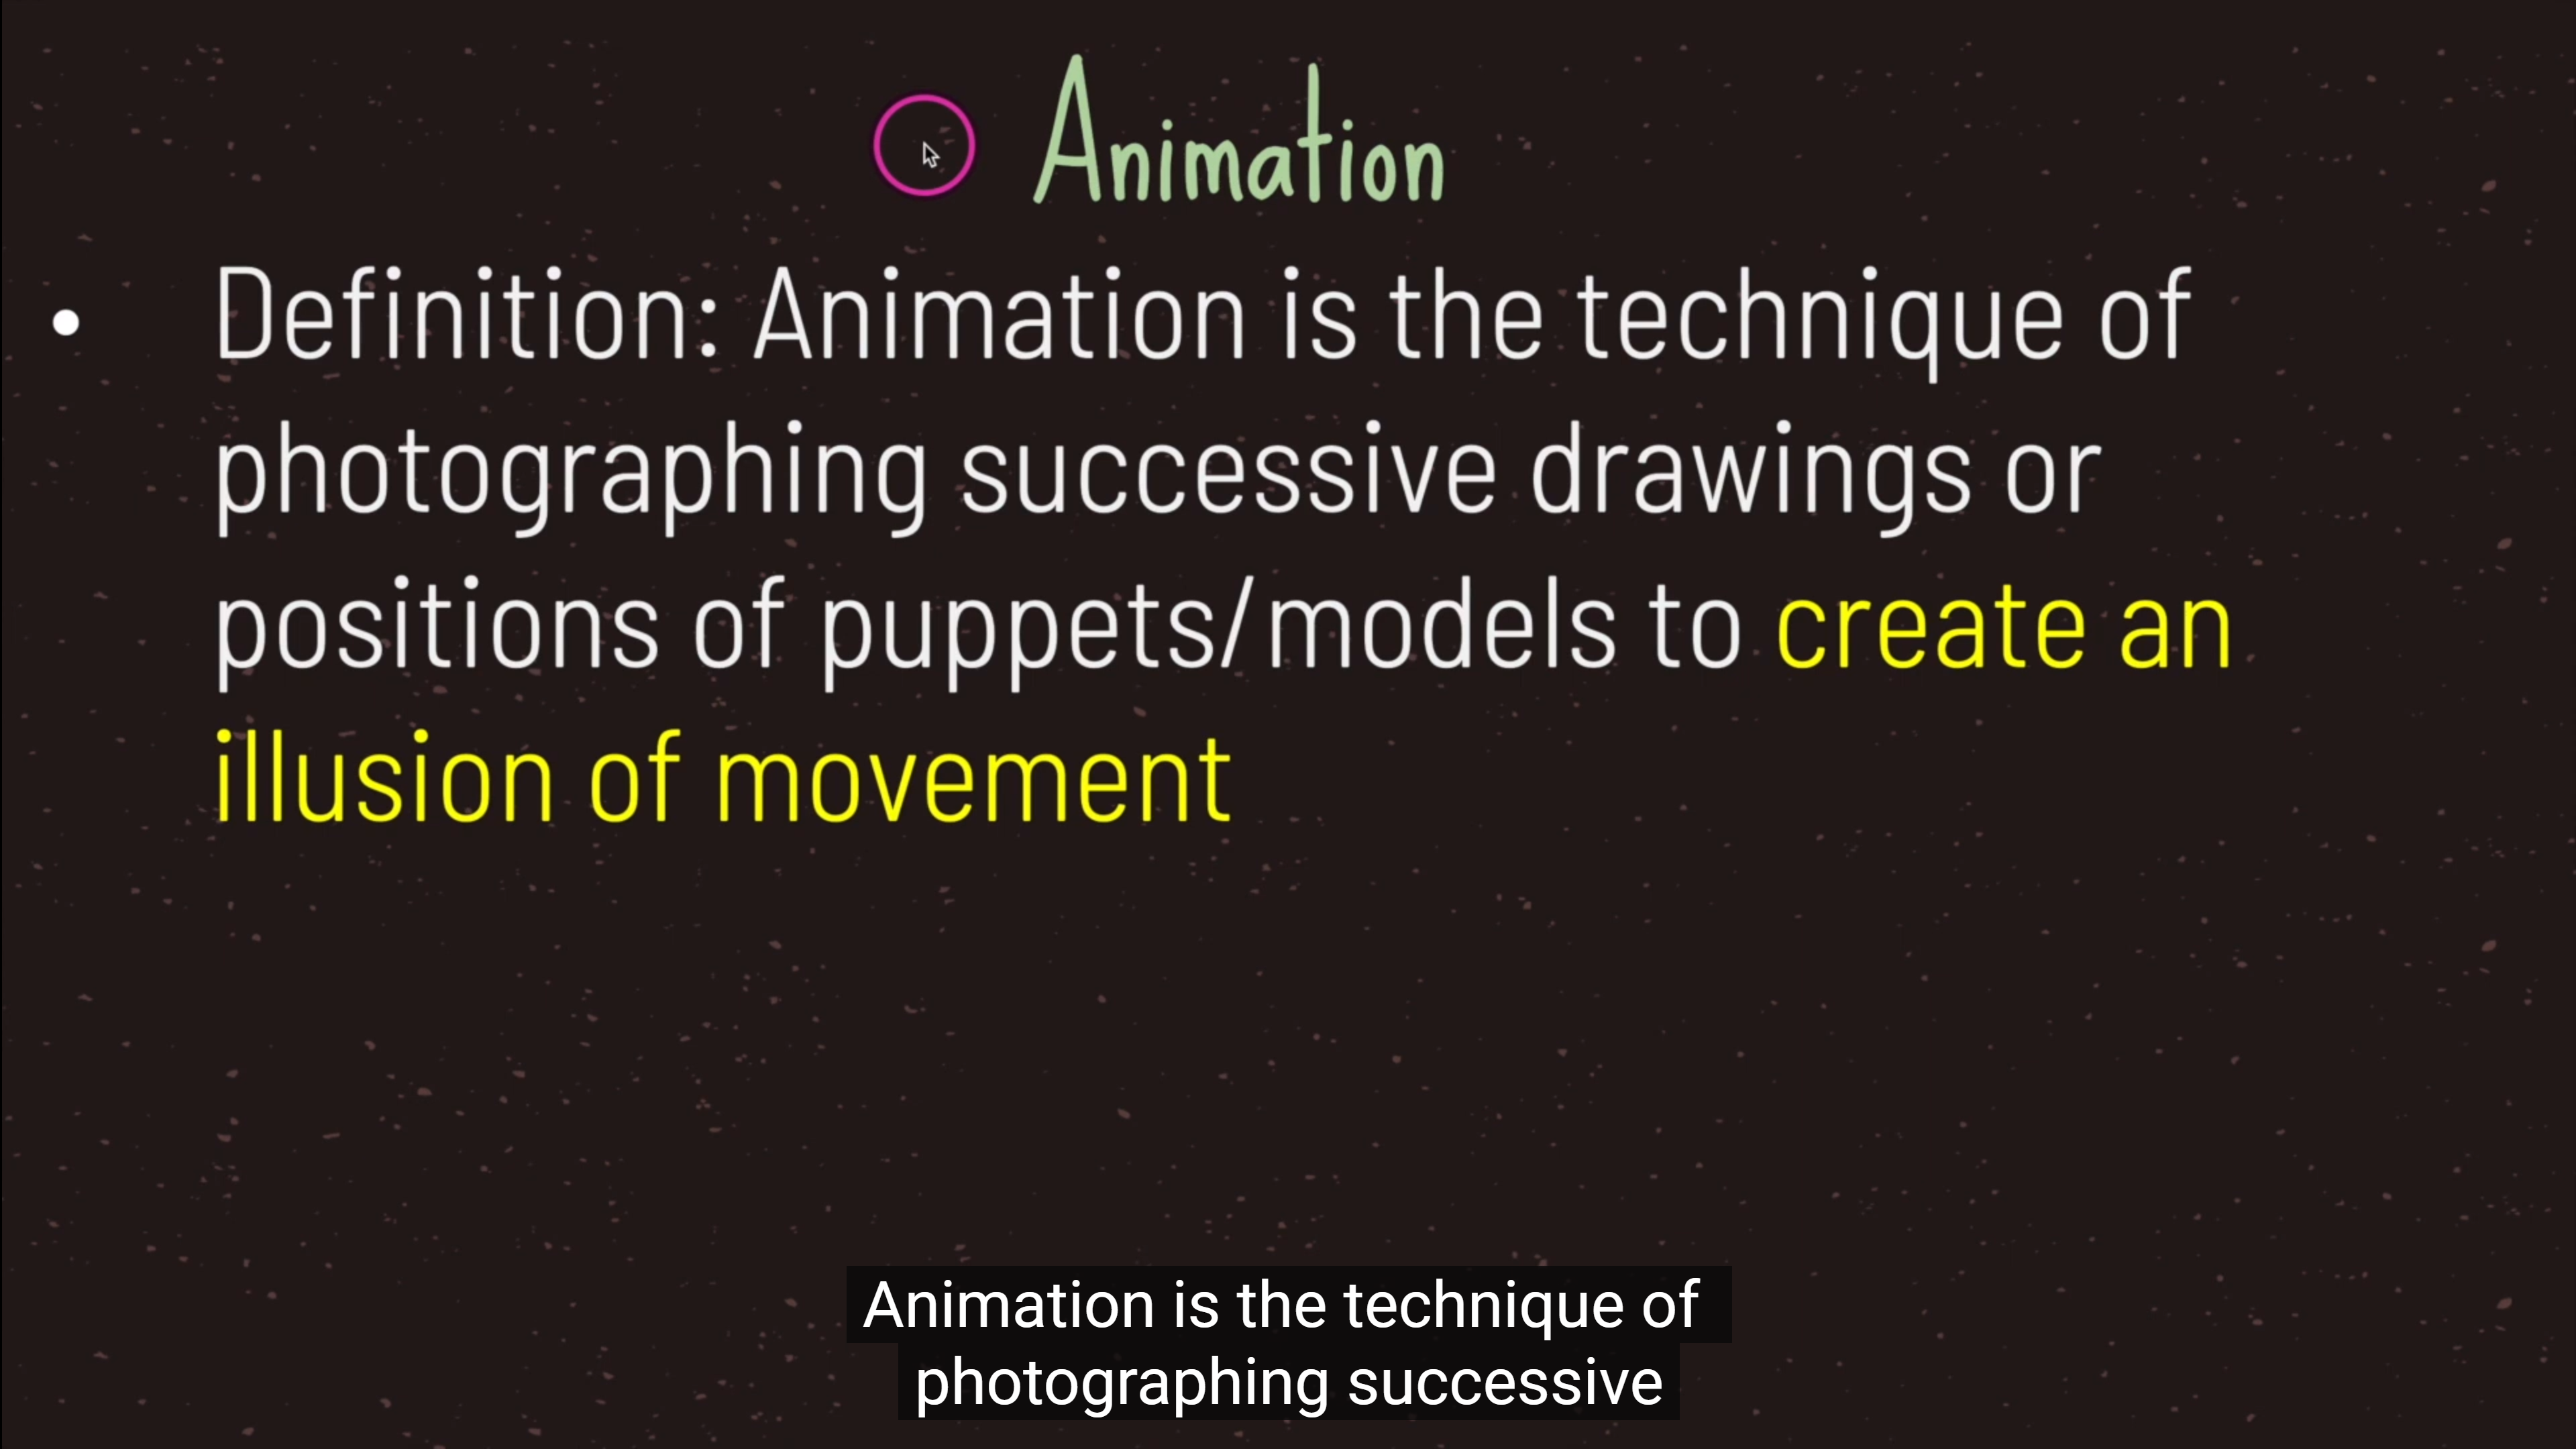 Animation
• Definition: Animation is the technique of
photographing successive drawings or
positions of puppets/models to create an
illusion of movement
Animation is the technique of
photographing successive